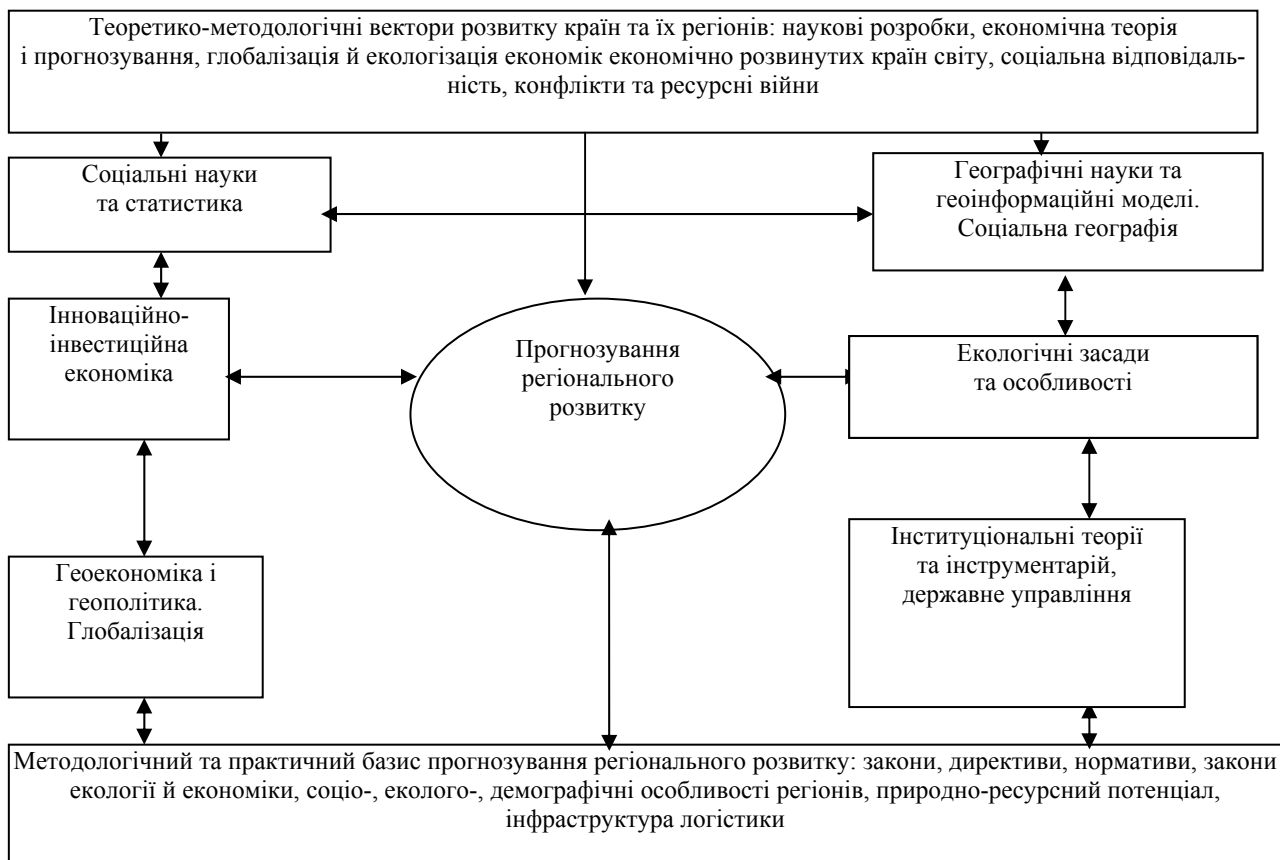 Теоретико-методологічні вектори розвитку країн та їх регіонів: наукові розробки, економічна теорія
і прогнозування, глобалізація й екологізація економік економічно розвинутих країн світу, соціальна відповідаль-
ність, конфлікти та ресурсні війни
Соціальні науки
та статистика
Географічні науки та
геоінформаційні моделі.
Соціальна географія
Інноваційно-
інвестиційна
економіка
Прогнозування
регіонального
розвитку
Екологічні засади
та особливості
Геоекономіка і
геополітика.
Глобалізація
Інституціональні теорії
та інструментарій,
державне управління
Методологічний та практичний базис прогнозування регіонального розвитку: закони, директиви, нормативи, закони
екології й економіки, соціо-, еколого-, демографічні особливості регіонів, природно-ресурсний потенціал,
інфраструктура логістики